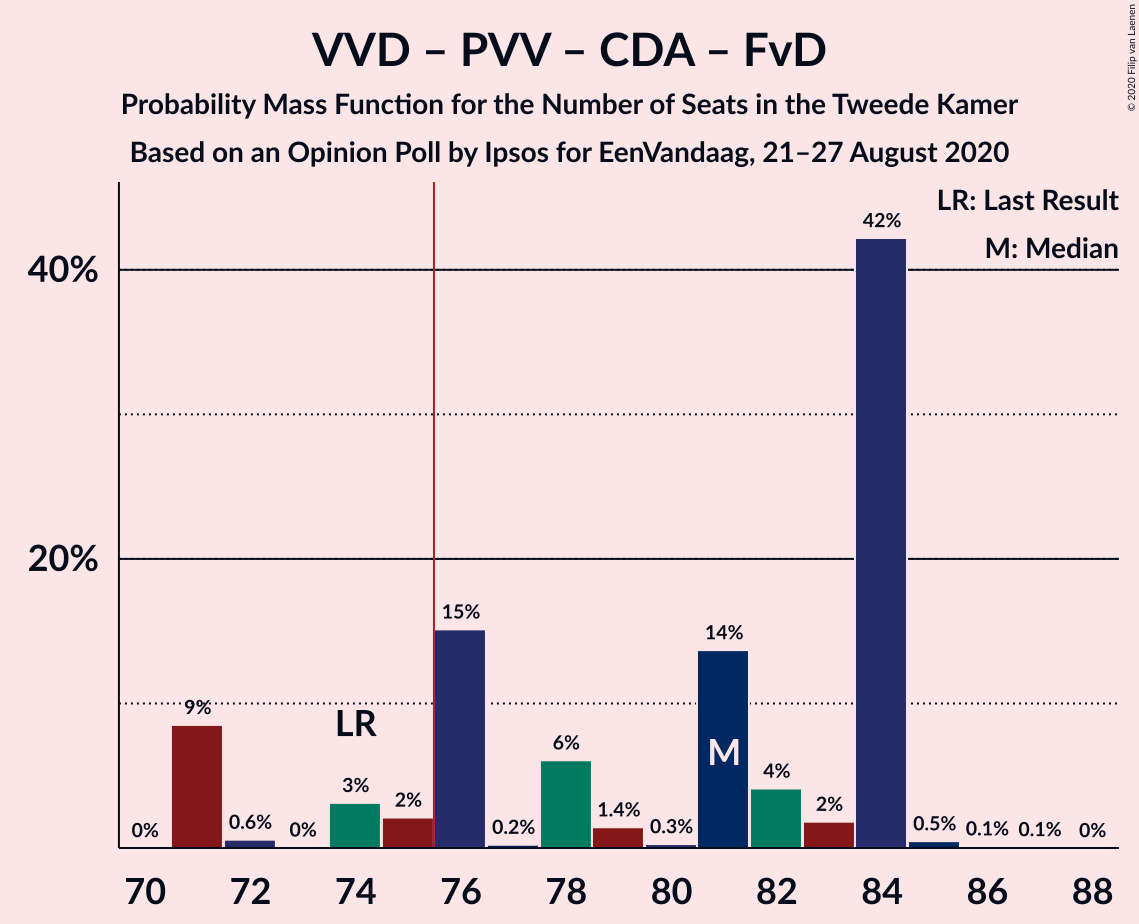 VVD – PVV – CDA – FvD
Probability Mass Function for the Number of Seats in the Tweede Kamer
Based on an Opinion Poll by Ipsos for EenVandaag, 21–27 August 2020
© 2020 Filip van Laenen
LR: Last Result
M: Median
40%
20%
0%
9%
0.6%
0%
LR
3%
2%
15%
0.2%
6%
1.4%
0.3%
14%
M
4%
2%
42%
0.5%
0.1%
0.1%
0%
70 72 74 76 78 80 82 84 86 88